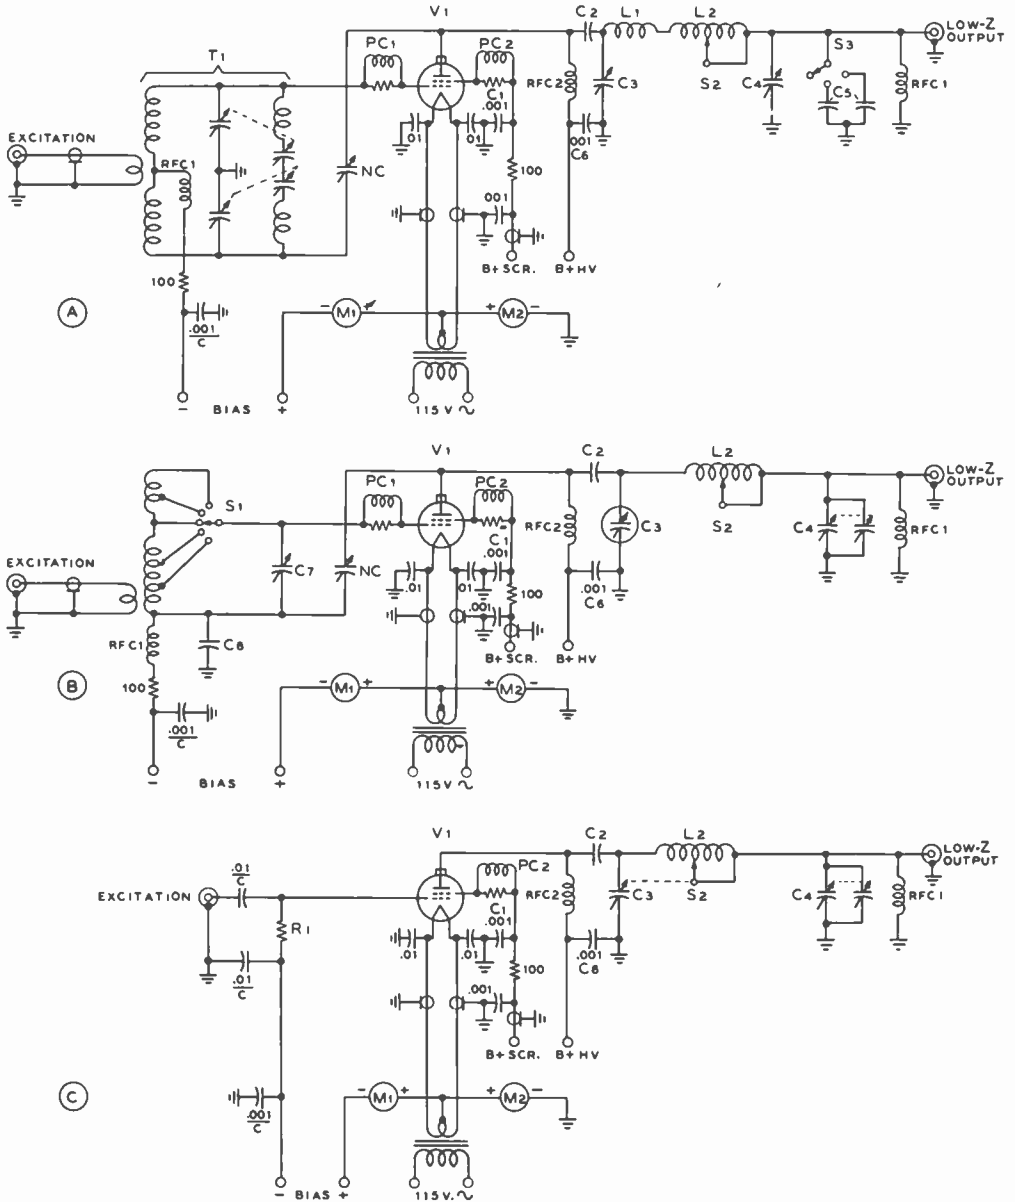 V1
C2
L1
L2
LOW-Z
OUTPUT
T1
PC1
PC2
S3
RFC2
C3
S2
C4
C5
RFC1
EXCITATION
RFC1
NC
.01
.01
C1
.001
.001
C6
100
.001
100
B+ SCR.
B+ HV
A
.001
C
- M1 +
+ M2 -
-
BIAS
+
115 V. ~
V1
C2
L2
LOW-Z
OUTPUT
S1
PC1
PC2
RFC2
C3
S2
C4
RFC1
EXCITATION
C7
NC
.01
.01
C1
.001
.001
C6
100
.001
RFC1
C8
B+ SCR.
B+ HV
B
100
.001
C
- M1 +
+ M2 -
-
BIAS
+
115 V. ~
V1
C2
L2
LOW-Z
OUTPUT
PC2
RFC2
C3
S2
C4
RFC1
EXCITATION
.01
C
R1
C1
.001
.01
.01
.001
C8
100
.01
C
.001
B+ SCR.
B+ HV
C
.001
C
- M1 +
+ M2 -
-
BIAS
+
115 V. ~